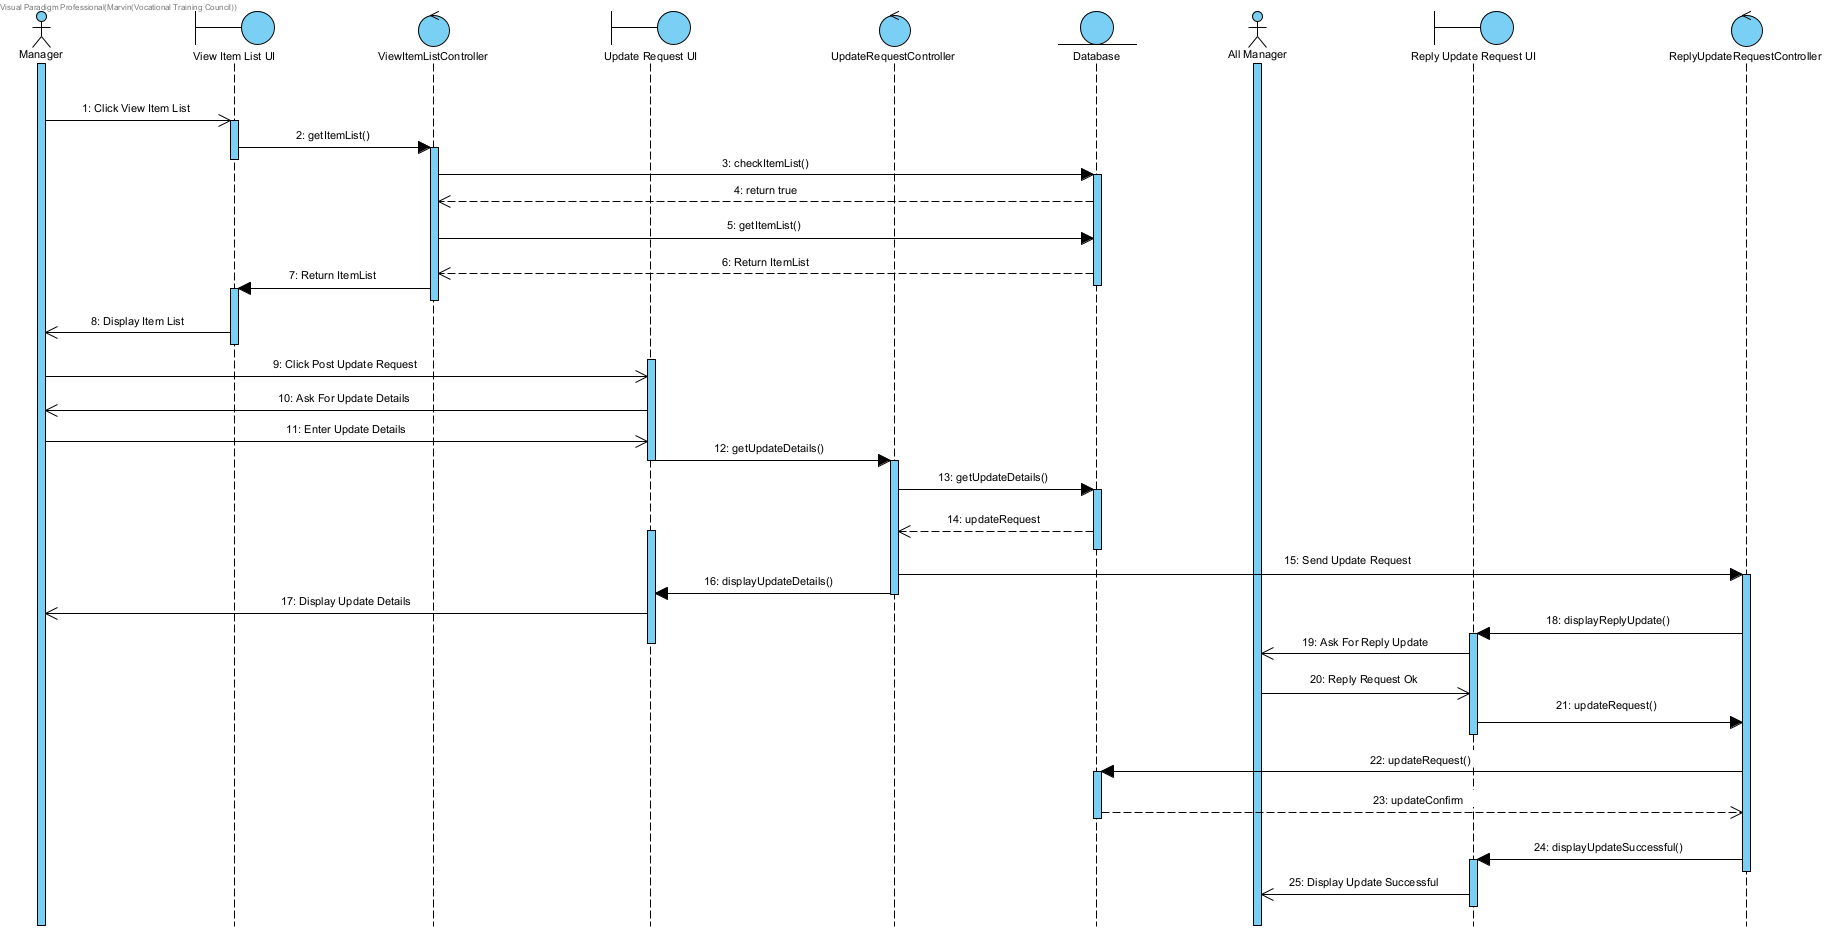 Visual Paradigm Professional(Marvin(Vocational Training Council))
Manager
View Item List UI
ViewItemListController
Update Request UI
UpdateRequestController
Database
All Manager
Reply Update Request UI
ReplyUpdateRequestController
1: Click View Item List
2: getItemList()
3: checkItemList()
4: return true
5: getItemList()
6: Return ItemList
7: Return ItemList
8: Display Item List
9: Click Post Update Request
10: Ask For Update Details
11: Enter Update Details
12: getUpdateDetails()
13: getUpdateDetails()
14: updateRequest
15: Send Update Request
16: displayUpdateDetails()
17: Display Update Details
18: displayReplyUpdate()
19: Ask For Reply Update
20: Reply Request Ok
21: updateRequest()
22: updateRequest()
23: updateConfirm
24: displayUpdateSuccessful()
25: Display Update Successful